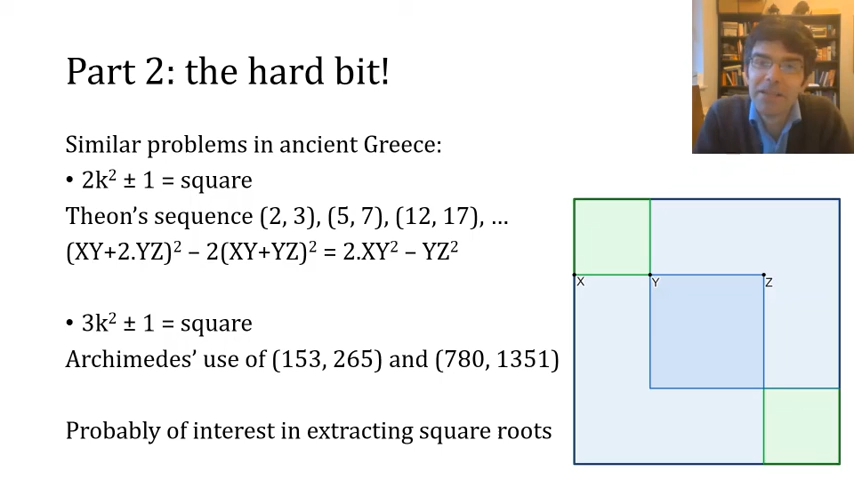 Part 2: the hard bit!
Similar problems in ancient Greece:
• 2k² ± 1 = square
Theon’s sequence (2, 3), (5, 7), (12, 17), …
(XY+2.YZ)² – 2(XY+YZ)² = 2.XY² – YZ²
X Y Z
• 3k² ± 1 = square
Archimedes’ use of (153, 265) and (780, 1351)
Probably of interest in extracting square roots